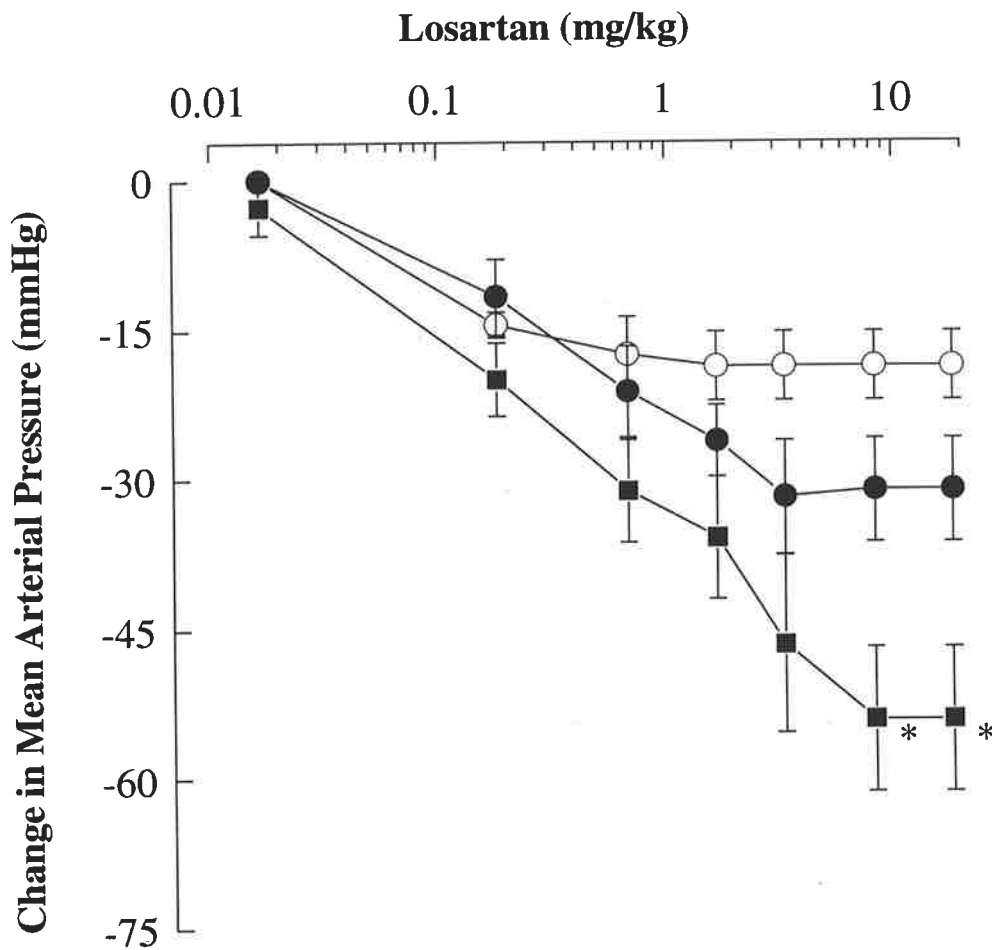 Losartan (mg/kg)
0.01 0.1 1 10
Change in Mean Arterial Pressure (mmHg)
0
-15
-30
-45
*
*
-60
-75